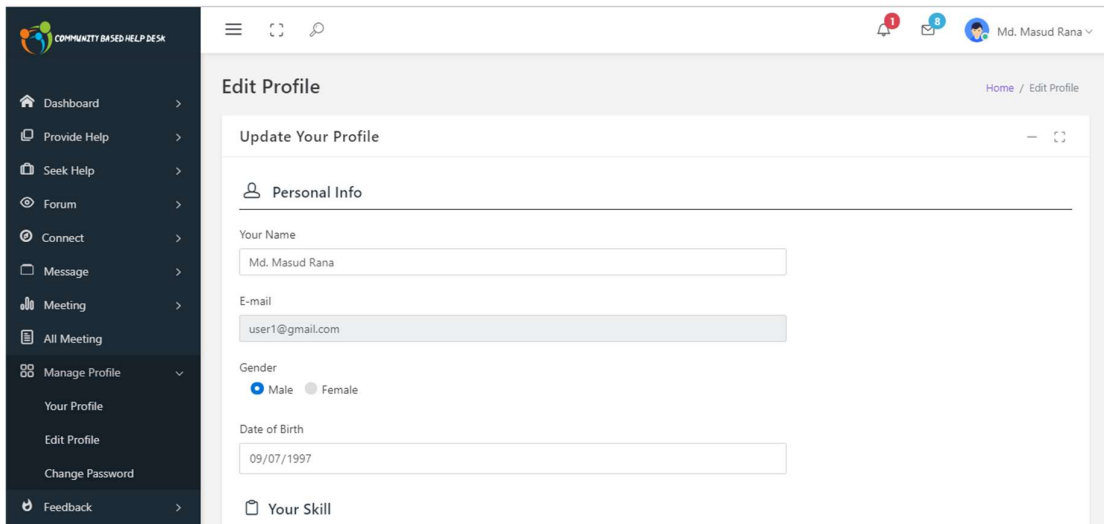 COMMUNITY BASED HELP DESK
1
8
Md. Masud Rana
Dashboard
Provide Help
Seek Help
Forum
Connect
Message
Meeting
All Meeting
Manage Profile
Your Profile
Edit Profile
Change Password
Feedback
Edit Profile
Home / Edit Profile
Update Your Profile
Personal Info
Your Name
Md. Masud Rana
E-mail
user1@gmail.com
Gender
Male Female
Date of Birth
09/07/1997
Your Skill